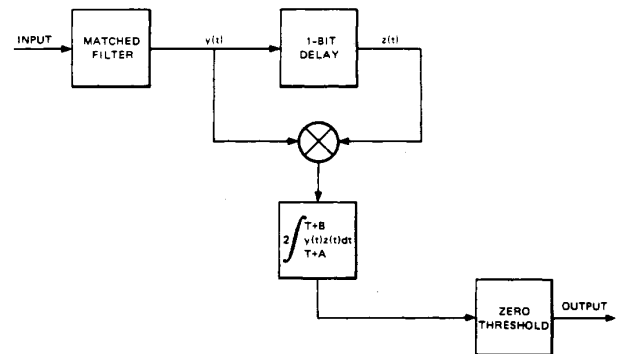 INPUT
MATCHED
FILTER
y(t)
1-BIT
DELAY
z(t)
T+B
2∫ y(t)z(t)dt
T+A
ZERO
THRESHOLD
OUTPUT